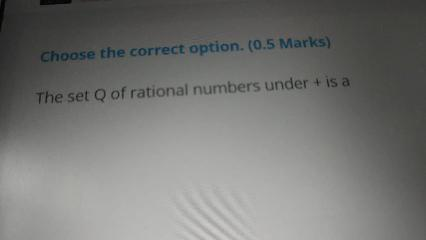 Choose the correct option. (0.5 Marks)
The set Q of rational numbers under + is a